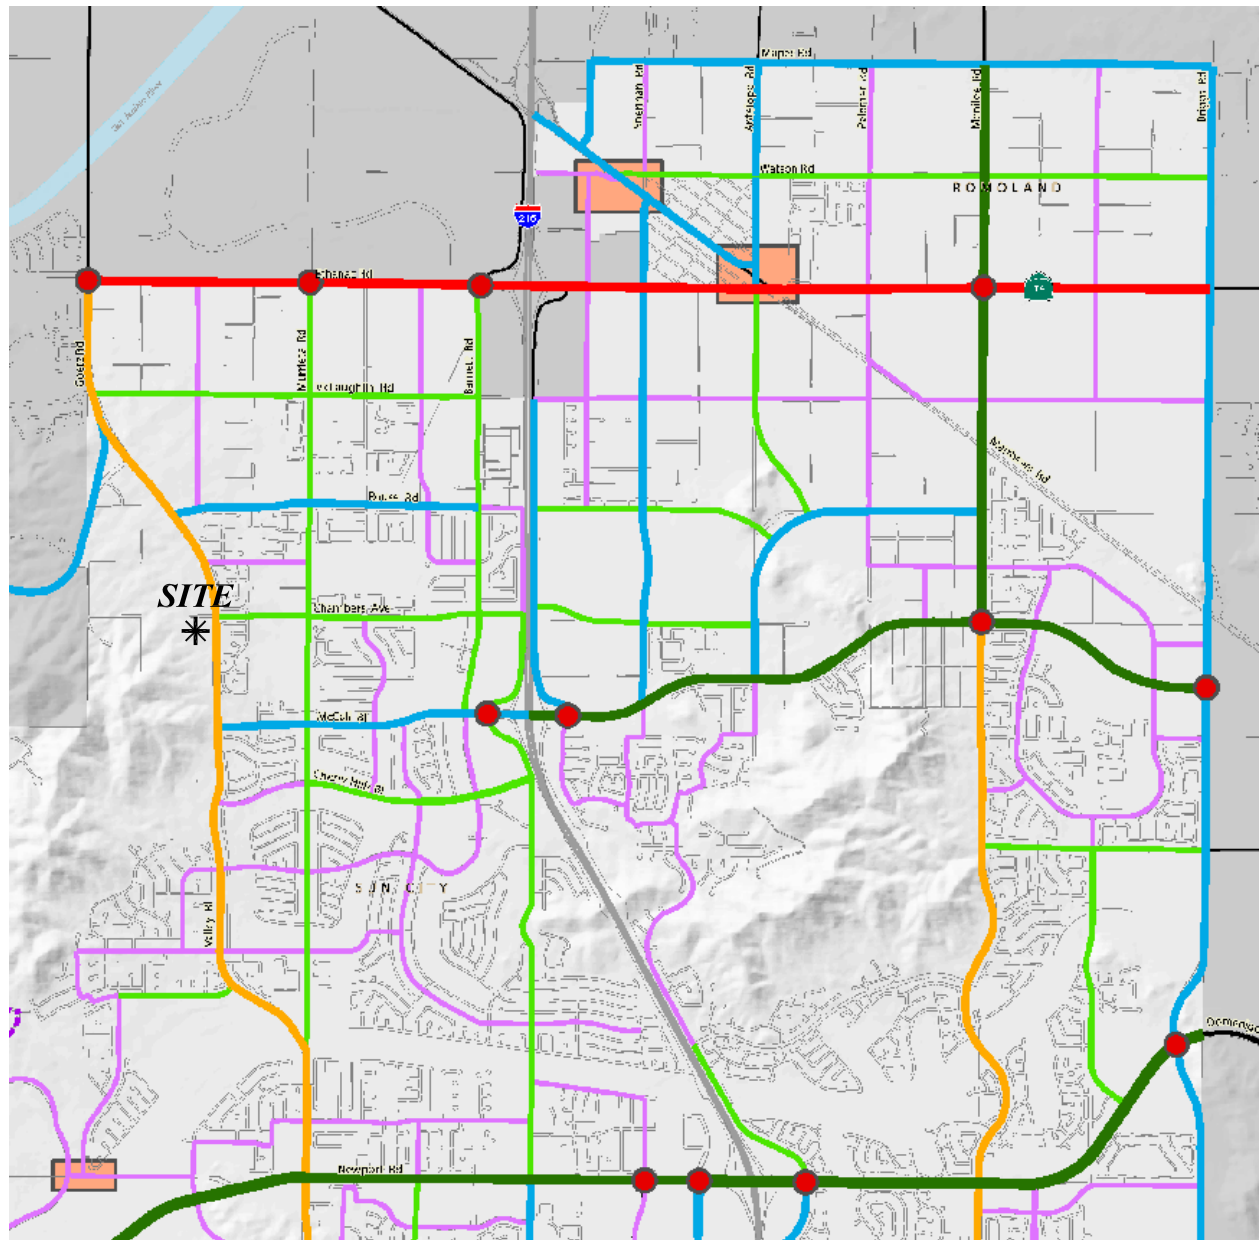 Mapes Rd
Sherman Rd
Antelope Rd
Palomar Rd
Menifee Rd
Briggs Rd
Watson Rd
ROMOLAND
215
Ethanac Rd
74
Goetz Rd
Murrieta Rd
Barnett Rd
McLaughlin Rd
Matthews Rd
Rouse Rd
SITE
Chambers Ave
McCall Bl
Cherry Hills Bl
SUN CITY
Valley Bl
Newport Rd